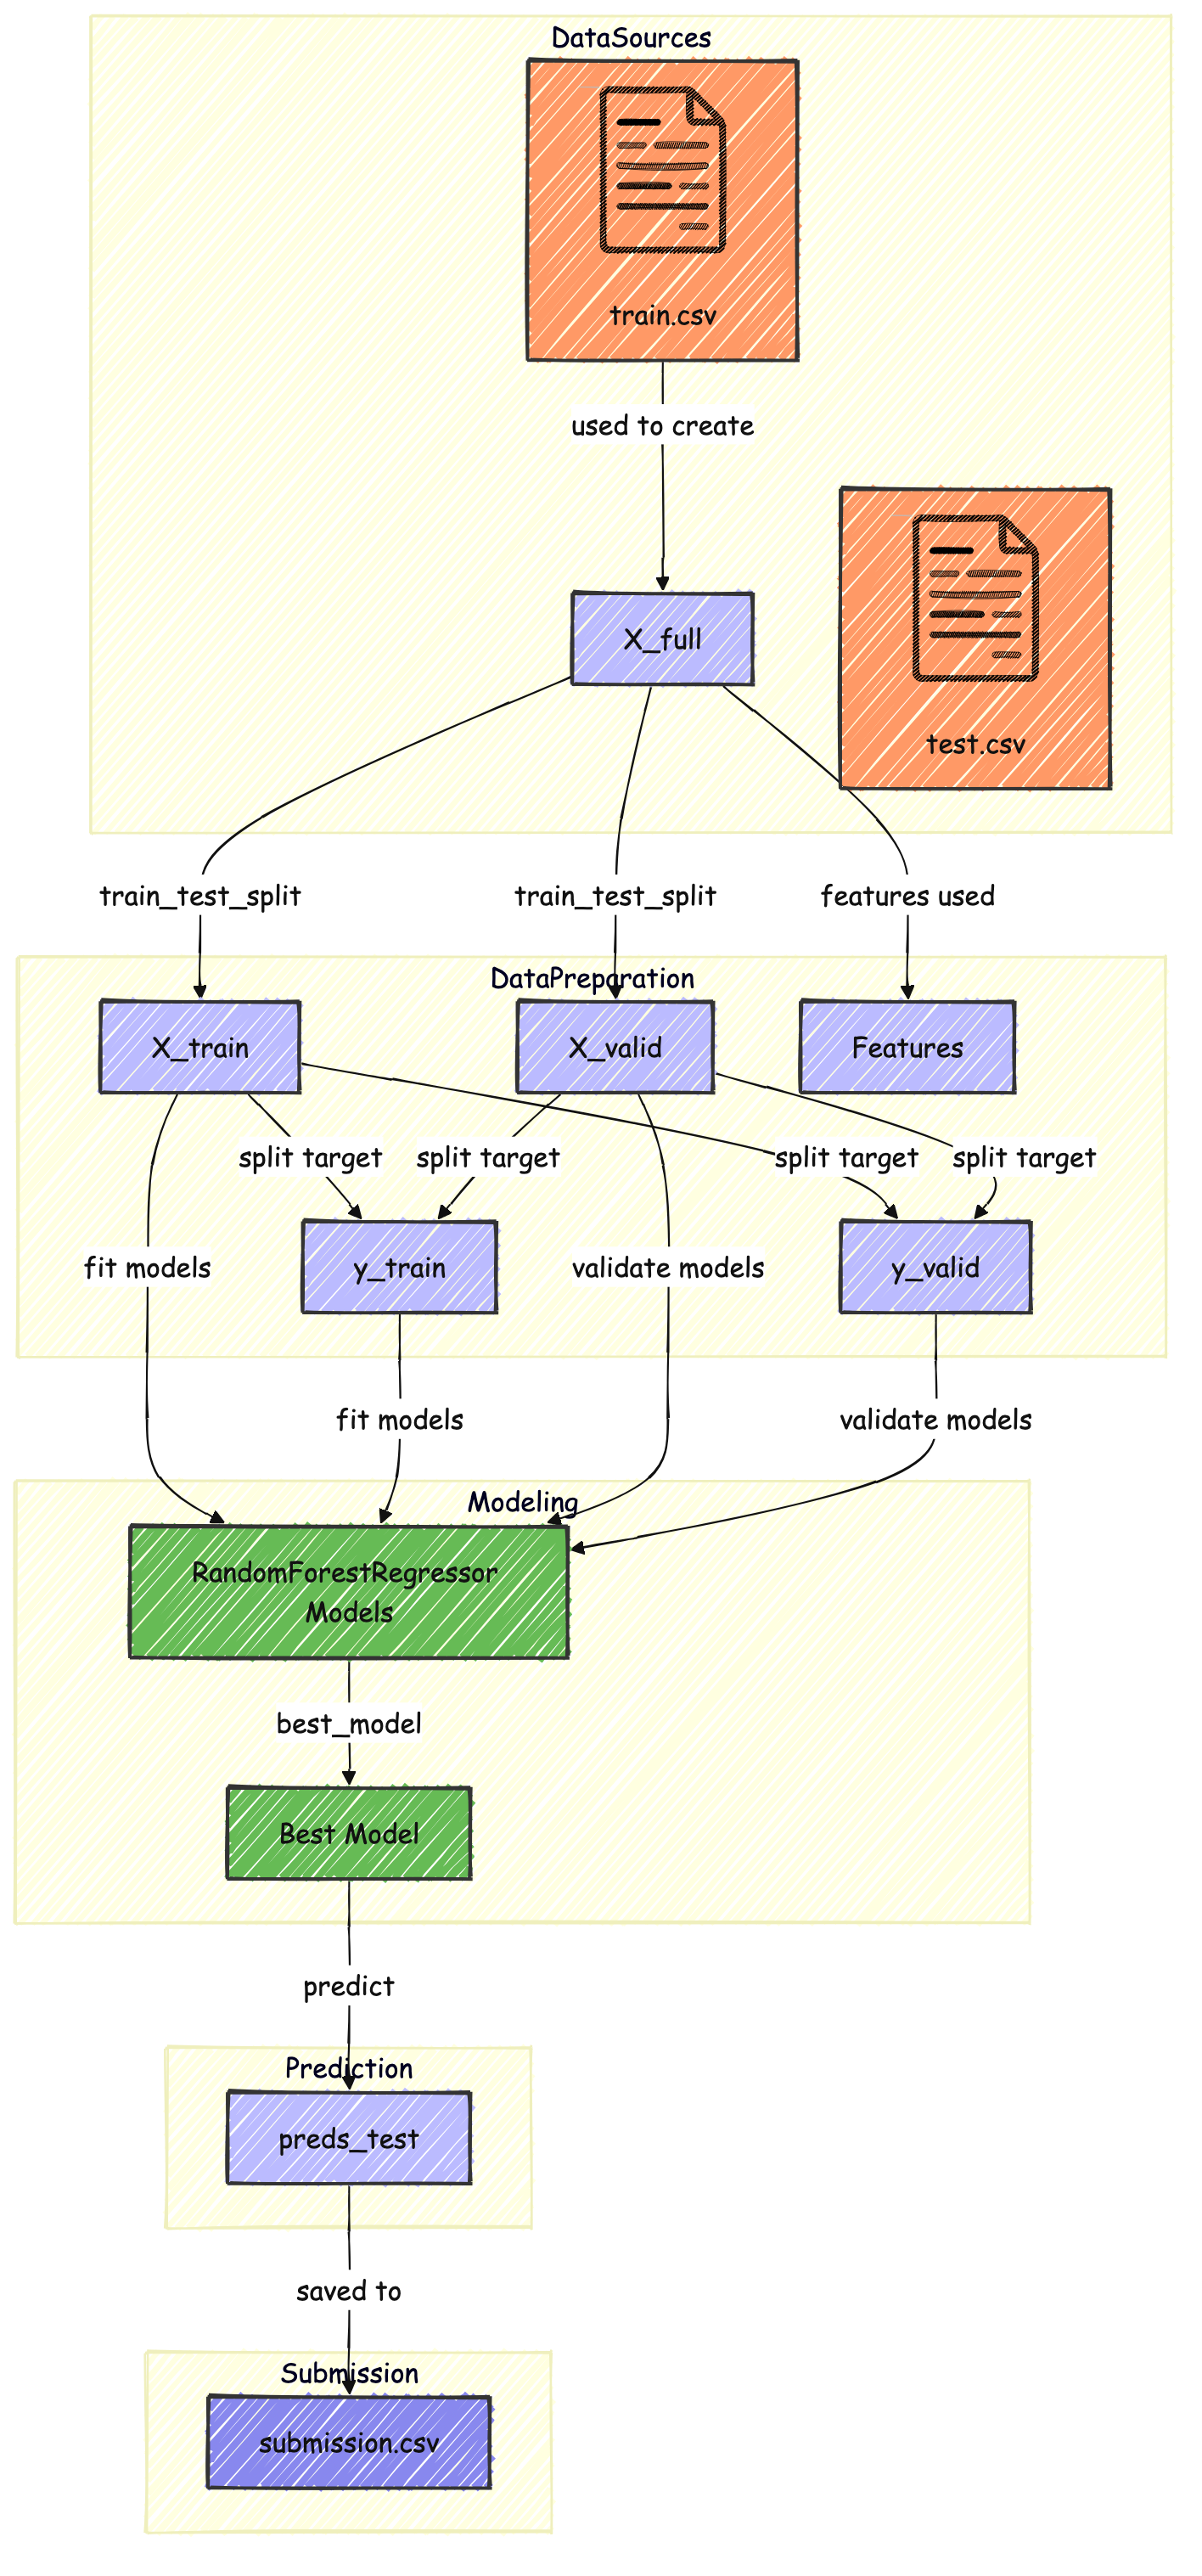 DataSources
train.csv
used to create
X_full
test.csv
train_test_split
train_test_split
features used
DataPreparation
X_train
X_valid
Features
split target
split target
split target
split target
fit models
y_train
validate models
y_valid
fit models
validate models
Modeling
RandomForestRegressor
Models
best_model
Best Model
predict
Prediction
preds_test
saved to
Submission
submission.csv